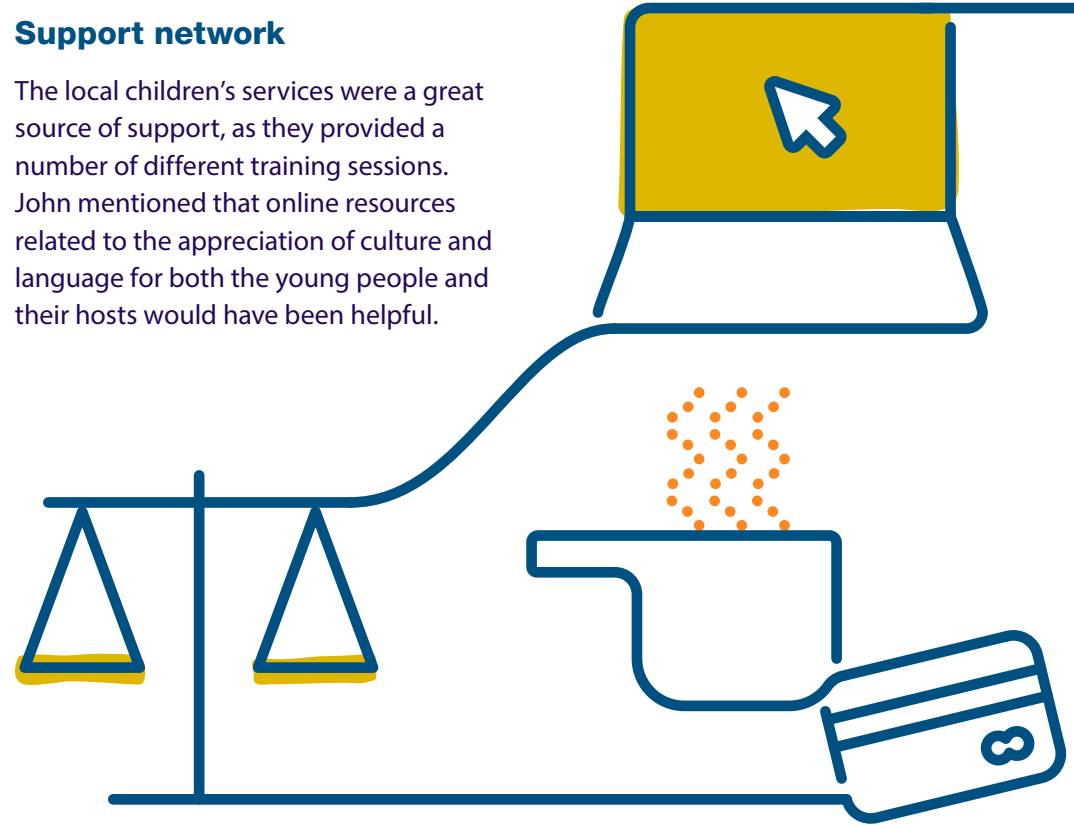 Support network
The local children’s services were a great
source of support, as they provided a
number of different training sessions.
John mentioned that online resources
related to the appreciation of culture and
language for both the young people and
their hosts would have been helpful.